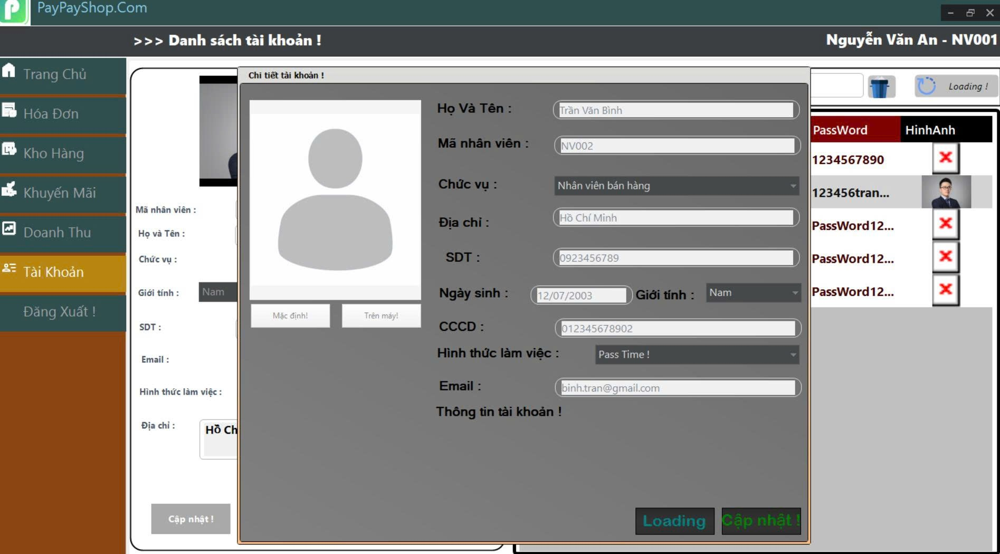 PayPayShop.Com
>>> Danh sách tài khoản !
Nguyễn Văn An - NV001
Trang Chủ
Hóa Đơn
Kho Hàng
Khuyến Mãi
Doanh Thu
Tài Khoản
Đăng Xuất !
Mã nhân viên :
Họ và Tên :
Chức vụ :
Giới tính :
Nam
SDT :
Email :
Hình thức làm việc :
Địa chỉ :
Hồ Ch
Cập nhật !
Chi tiết tài khoản !
Mặc định!
Trên máy!
Họ Và Tên :
Trần Văn Bình
Mã nhân viên :
NV002
Chức vụ :
Nhân viên bán hàng
Địa chỉ :
Hồ Chí Minh
SDT :
0923456789
Ngày sinh :
12/07/2003
Giới tính :
Nam
CCCD :
012345678902
Hình thức làm việc :
Pass Time !
Email :
binh.tran@gmail.com
Thông tin tài khoản !
Loading
Cập nhật !
Loading !
PassWord
HinhAnh
1234567890
123456tran...
PassWord12...
PassWord12...
PassWord12...